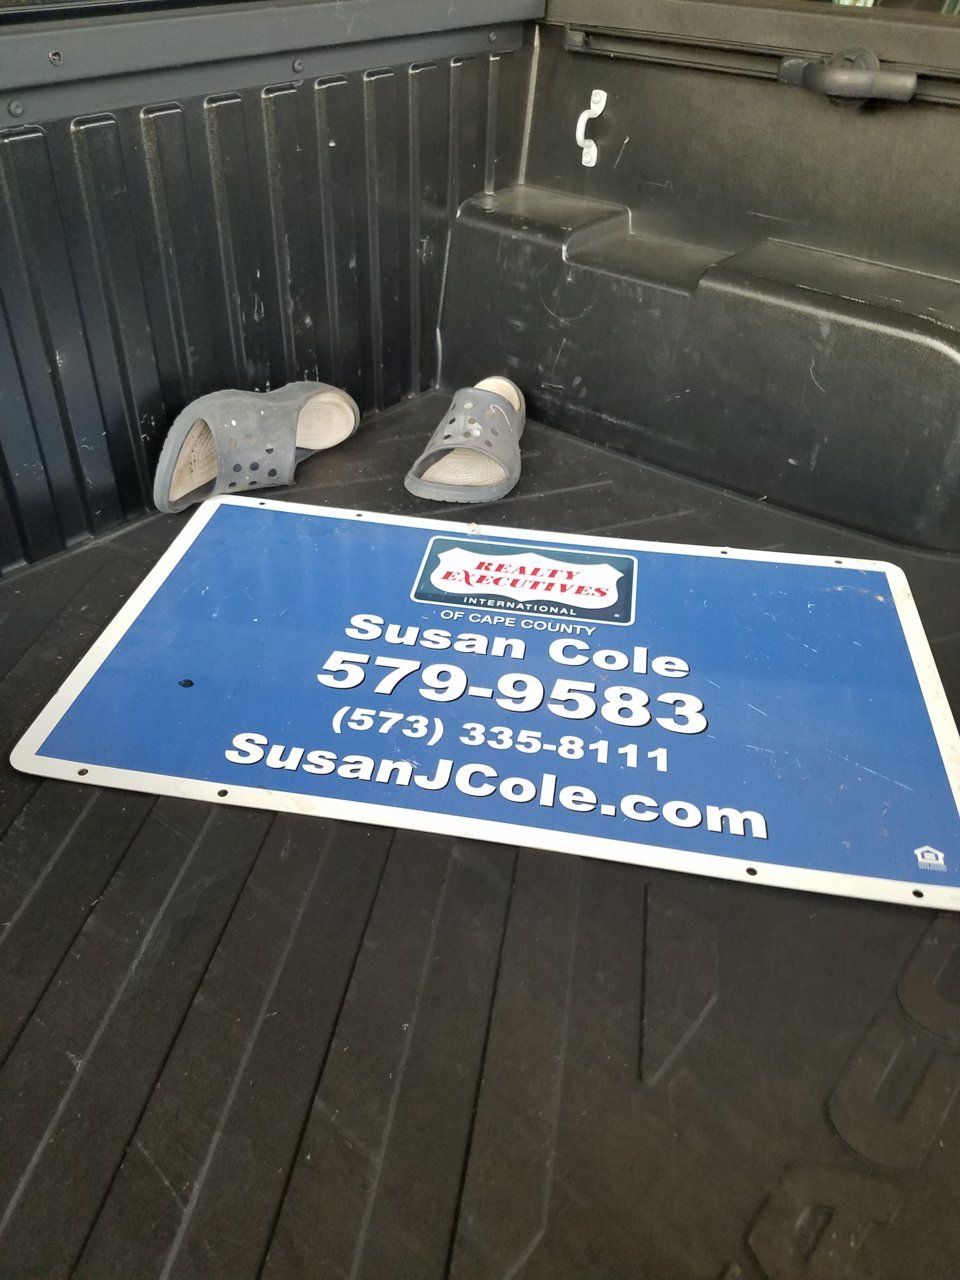 REALTY
EXECUTIVES
INTERNATIONAL
OF CAPE COUNTY
Susan Cole
579-9583
(573) 335-8111
SusanJCole.com